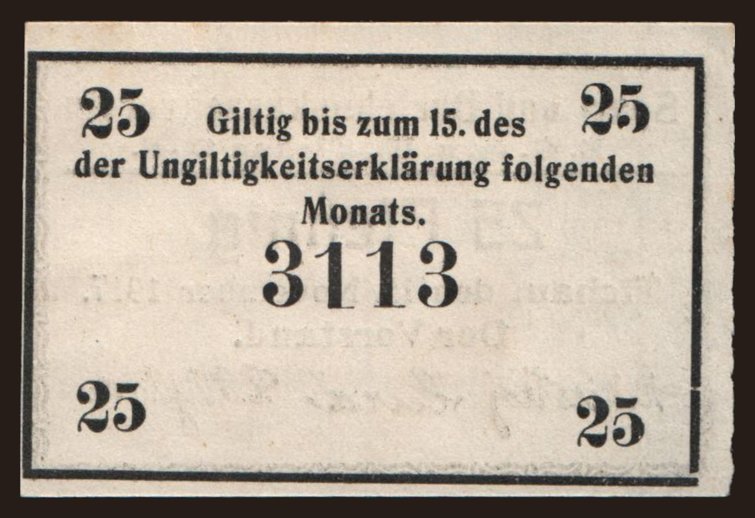 25 Giltig bis zum 15. des 25
der Ungiltigkeitserklärung folgenden
Monats.
3113
25 25